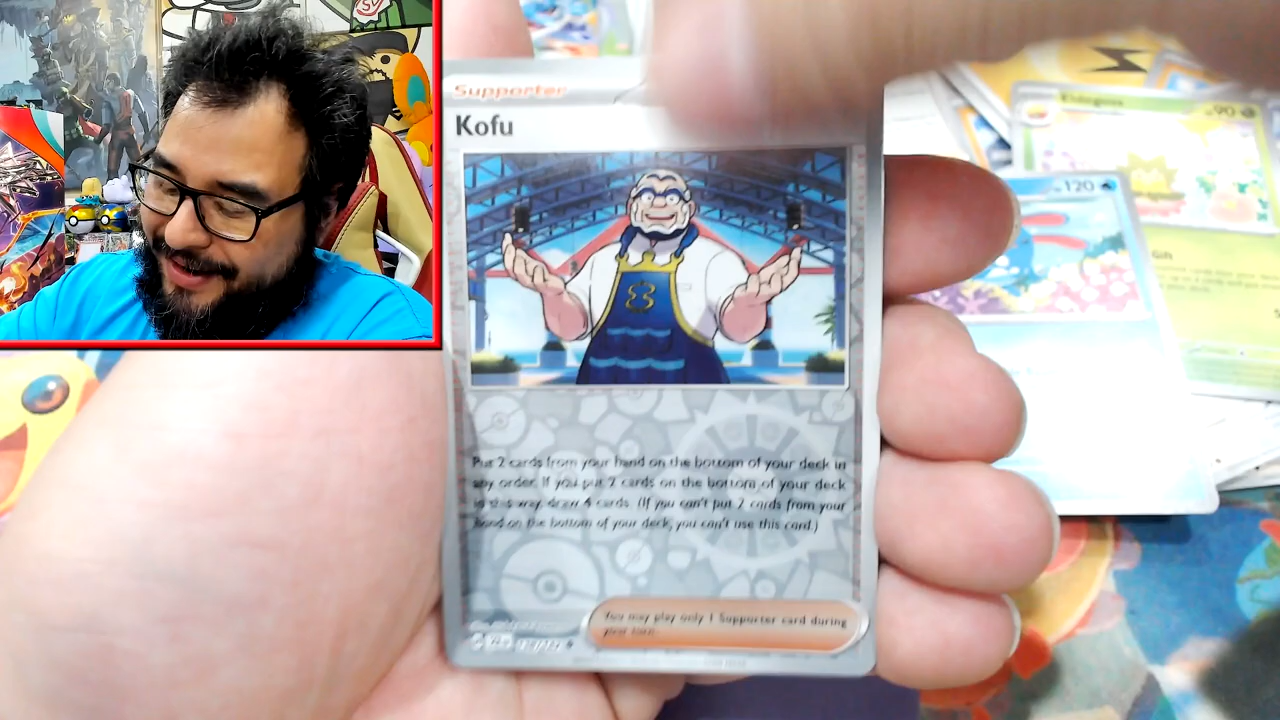 Supporter
Kofu
Put 2 cards from your hand on the bottom of your deck in
any order. If you put 2 cards on the bottom of your deck
in this way, draw 4 cards. (If you can't put 2 cards from your
hand on the bottom of your deck, you can't use this card.)
You may play only 1 Supporter card during
your turn.
120
Eldegoss
90
Gift